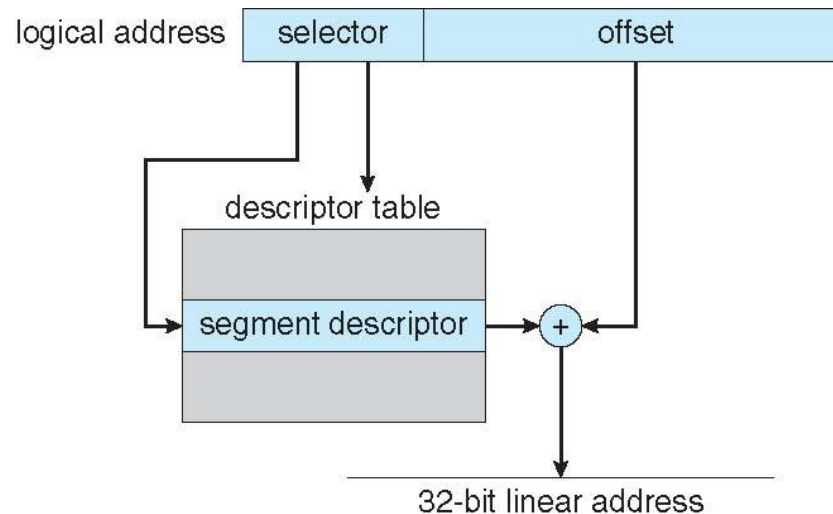 logical address selector offset
descriptor table
segment descriptor +
32-bit linear address